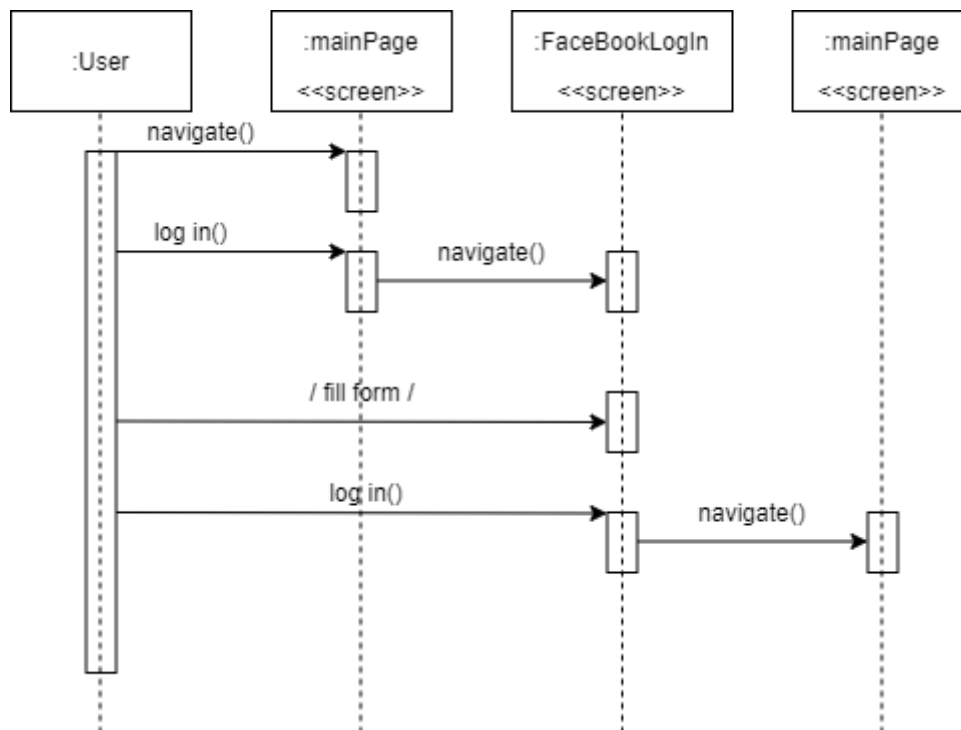 :User
:mainPage
<<screen>>
:FaceBookLogIn
<<screen>>
:mainPage
<<screen>>
navigate()
log in()
navigate()
/ fill form /
log in()
navigate()